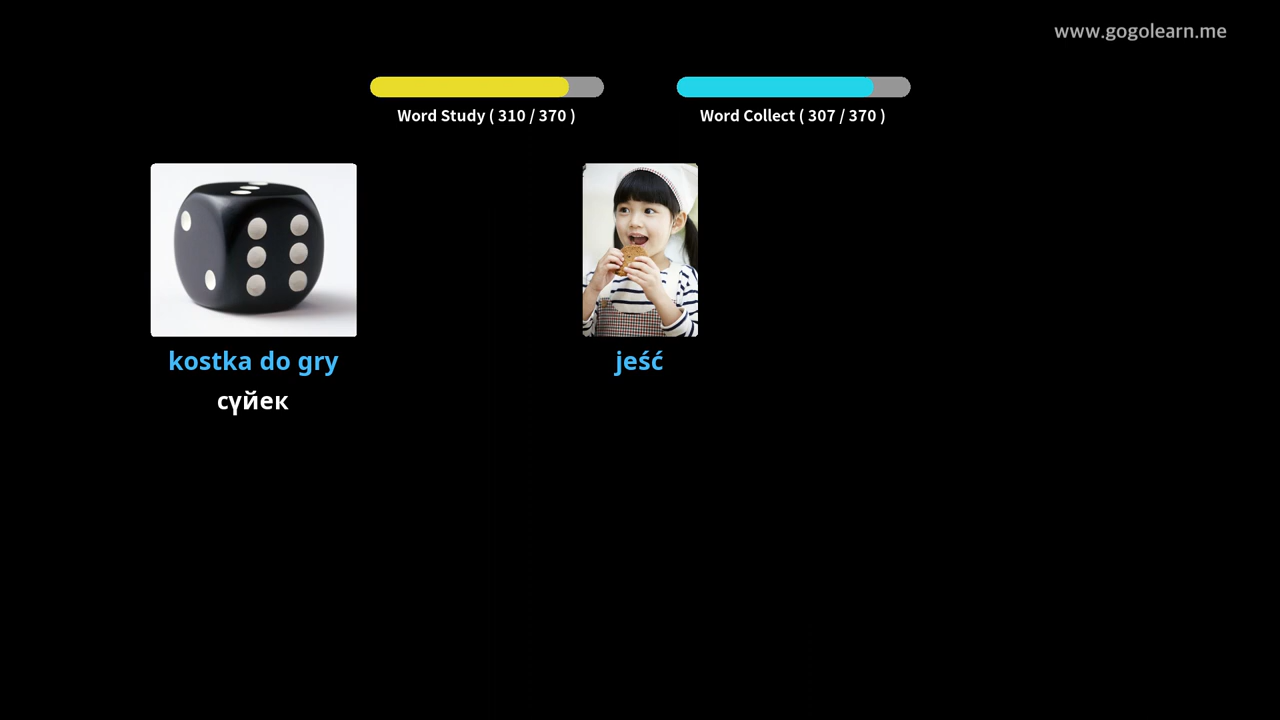 www.gogolearn.me
Word Study ( 310 / 370 )
Word Collect ( 307 / 370 )
kostka do gry
сүйек
jeść